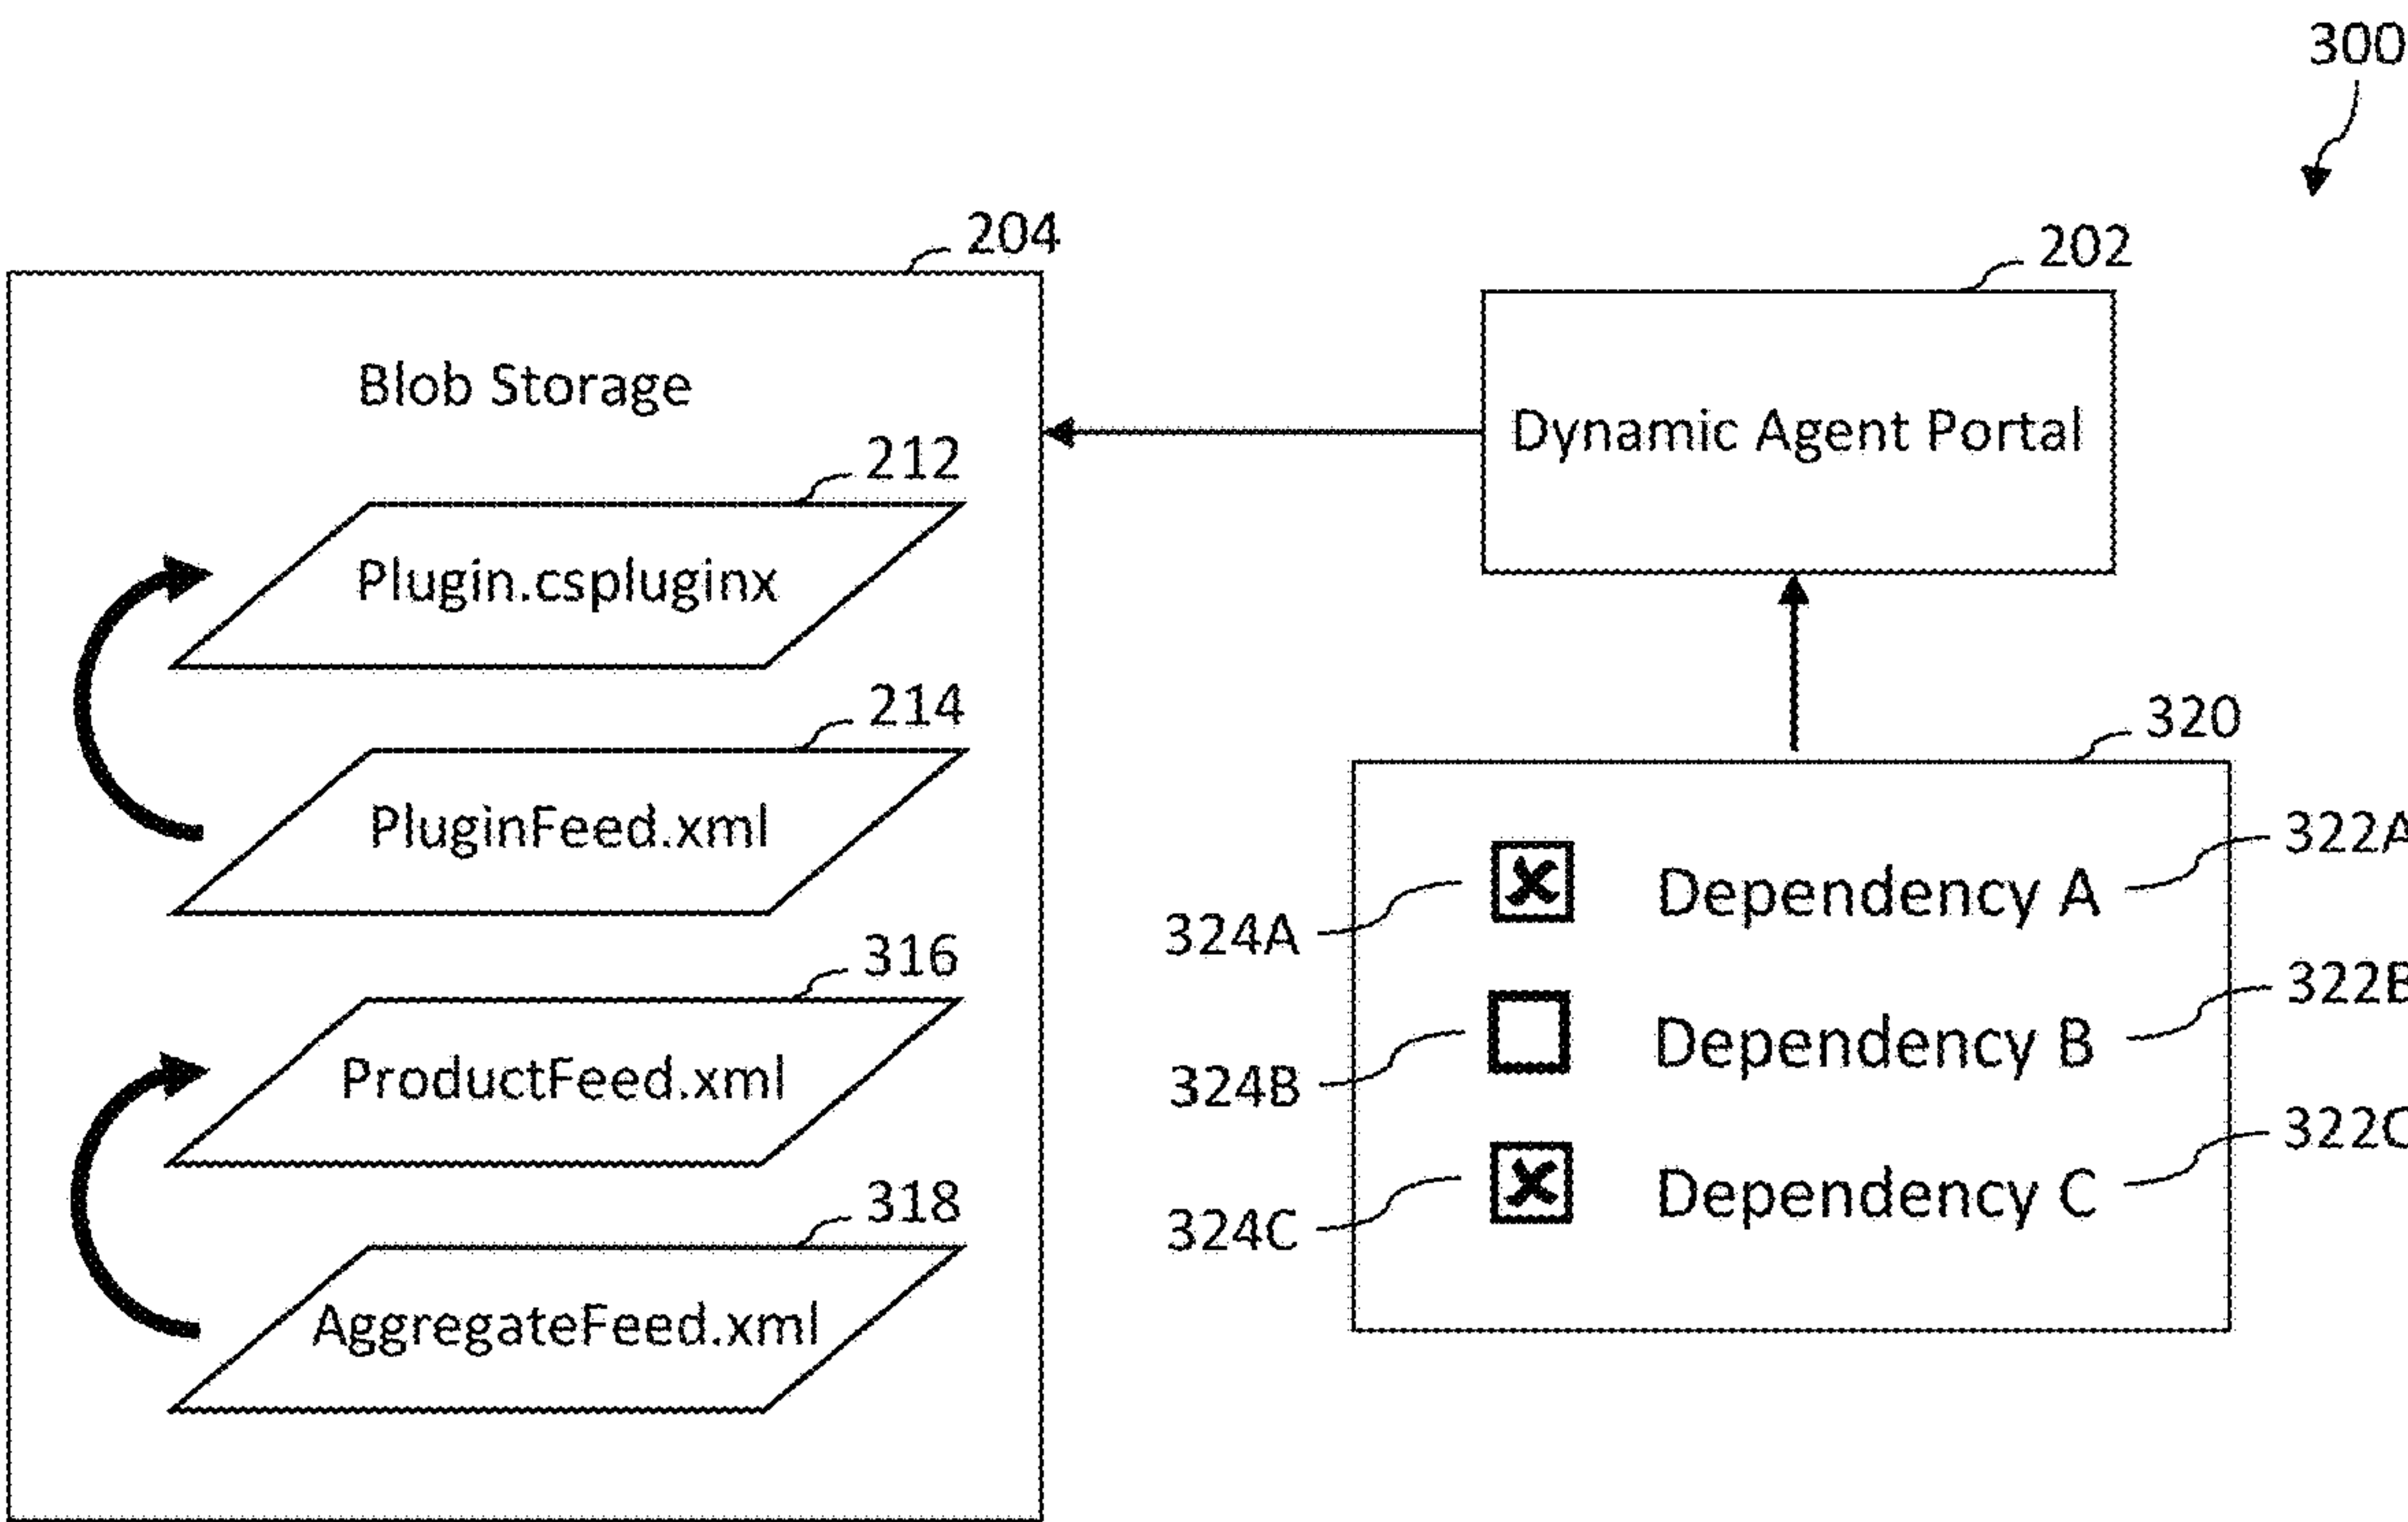 300
204
202
Blob Storage
Dynamic Agent Portal
212
Plugin.cspluginx
214
PluginFeed.xml
320
322A
324A
Dependency A
316
322B
ProductFeed.xml
324B
Dependency B
322C
318
324C
Dependency C
AggregateFeed.xml